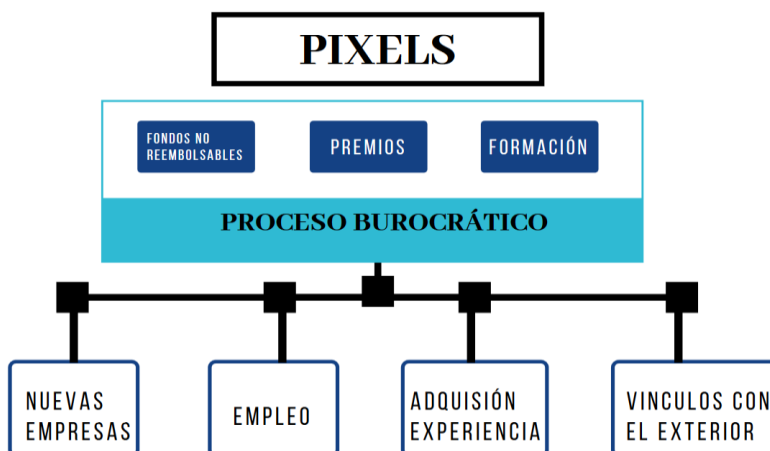 PIXELS
FONDOS NO
REEMBOLSABLES
PREMIOS
FORMACIÓN
PROCESO BUROCRÁTICO
NUEVAS
EMPRESAS
EMPLEO
ADQUISIÓN
EXPERIENCIA
VINCULOS CON
EL EXTERIOR